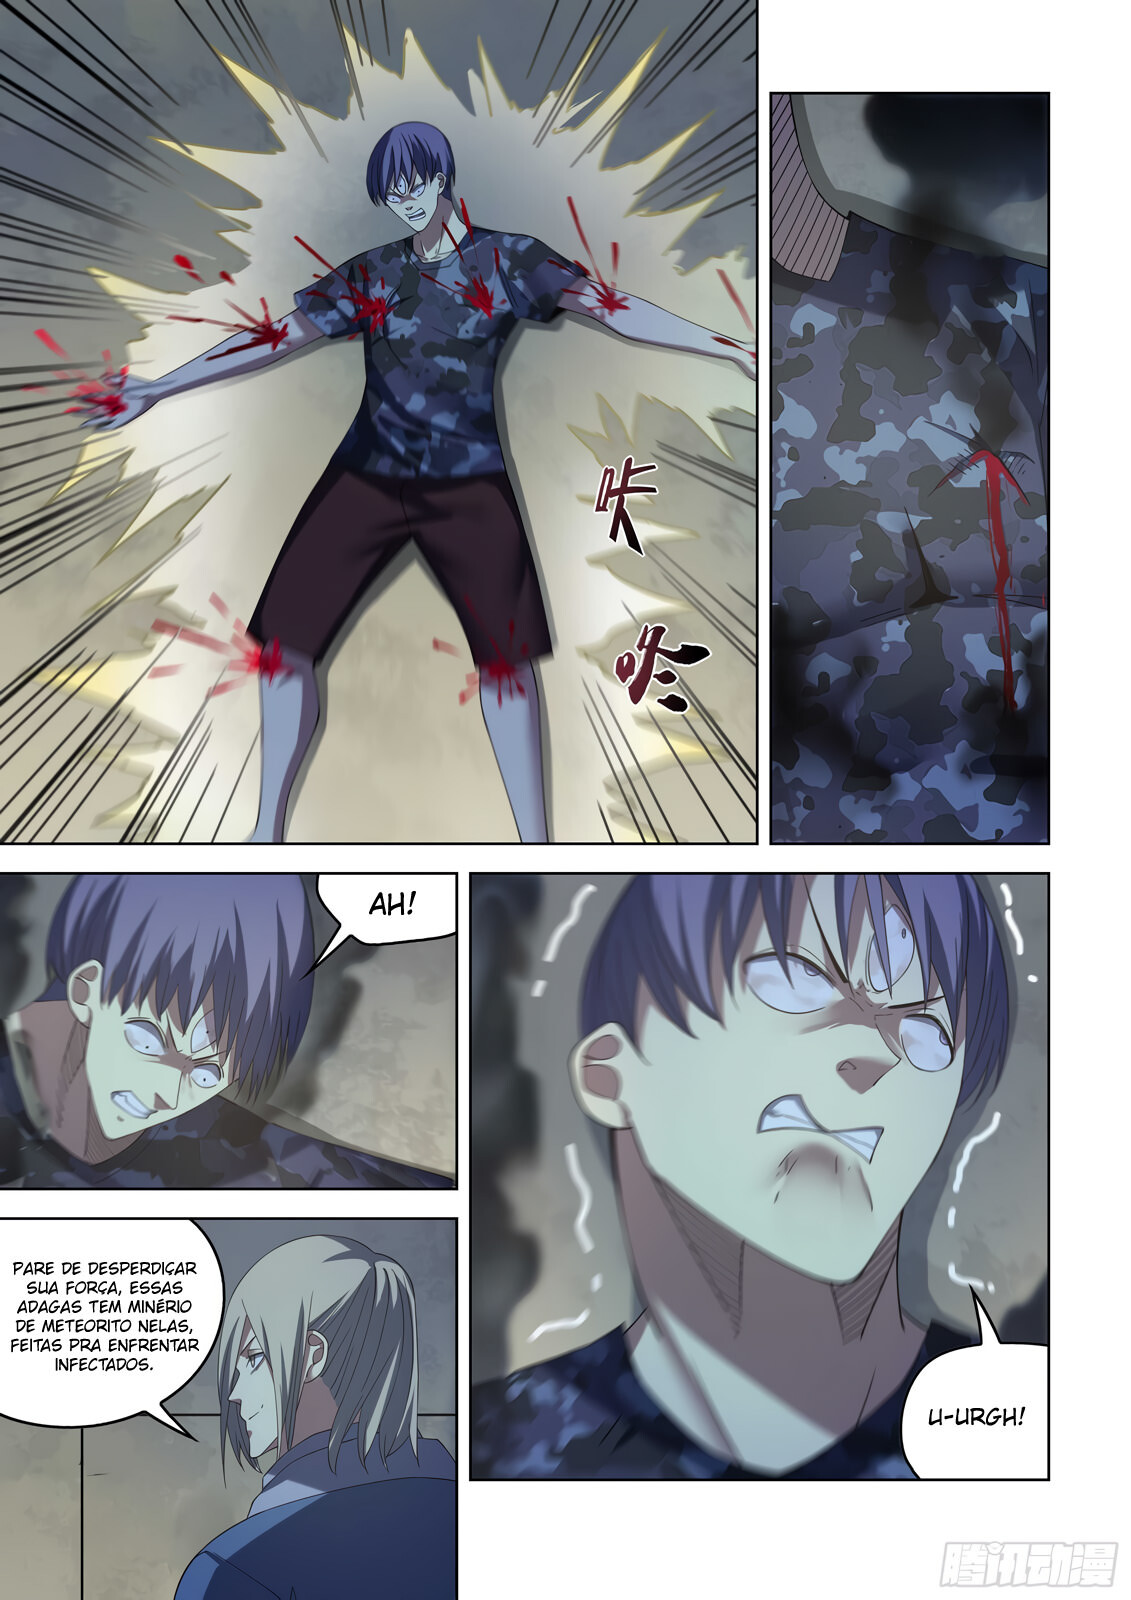 咔
咚
AH!
U-URGH!
PARE DE DESPERDIÇAR
SUA FORÇA, ESSAS
ADAGAS TEM MINÉRIO
DE METEORITO NELAS,
FEITAS PRA ENFRENTAR
INFECTADOS.
腾讯动漫